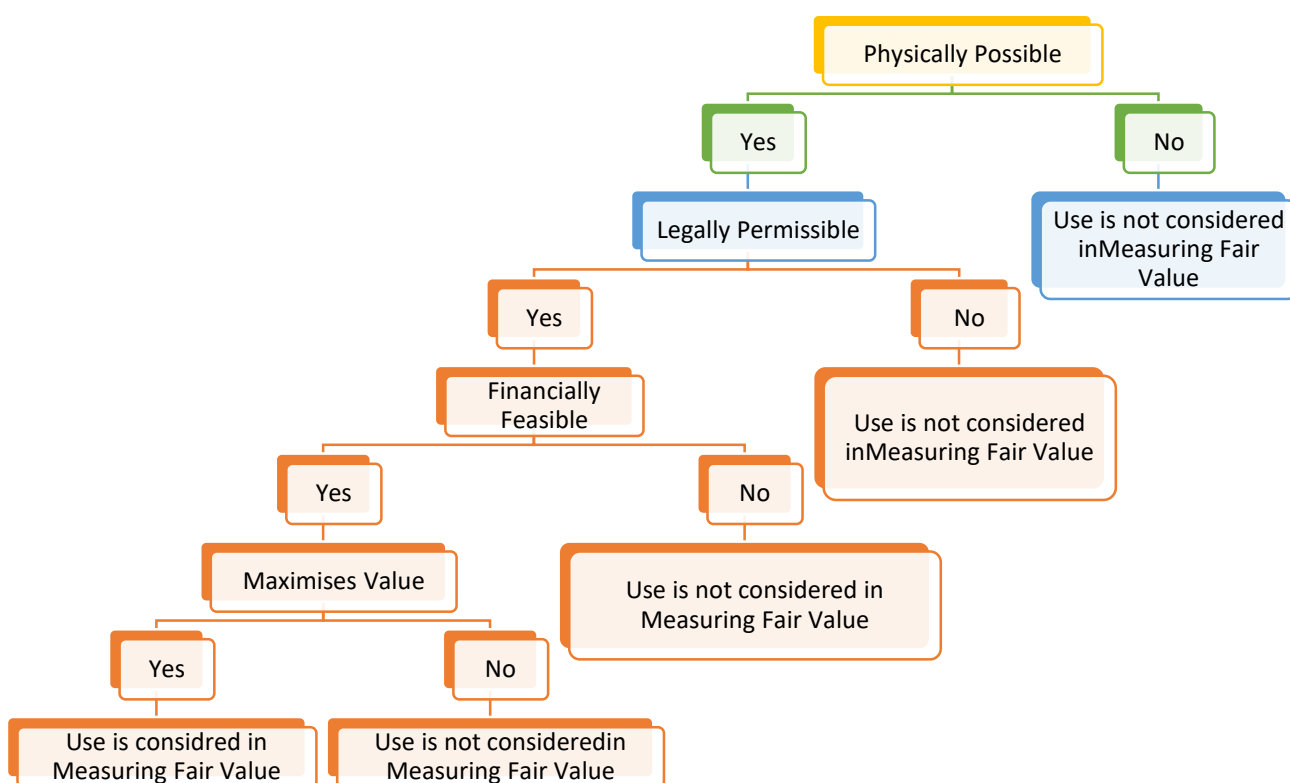 Physically Possible
Yes
No
Legally Permissible
Use is not considered
inMeasuring Fair
Value
Yes
No
Financially
Feasible
Use is not considered
inMeasuring Fair Value
Yes
No
Maximises Value
Use is not considered in
Measuring Fair Value
Yes
No
Use is considred in
Measuring Fair Value
Use is not consideredin
Measuring Fair Value